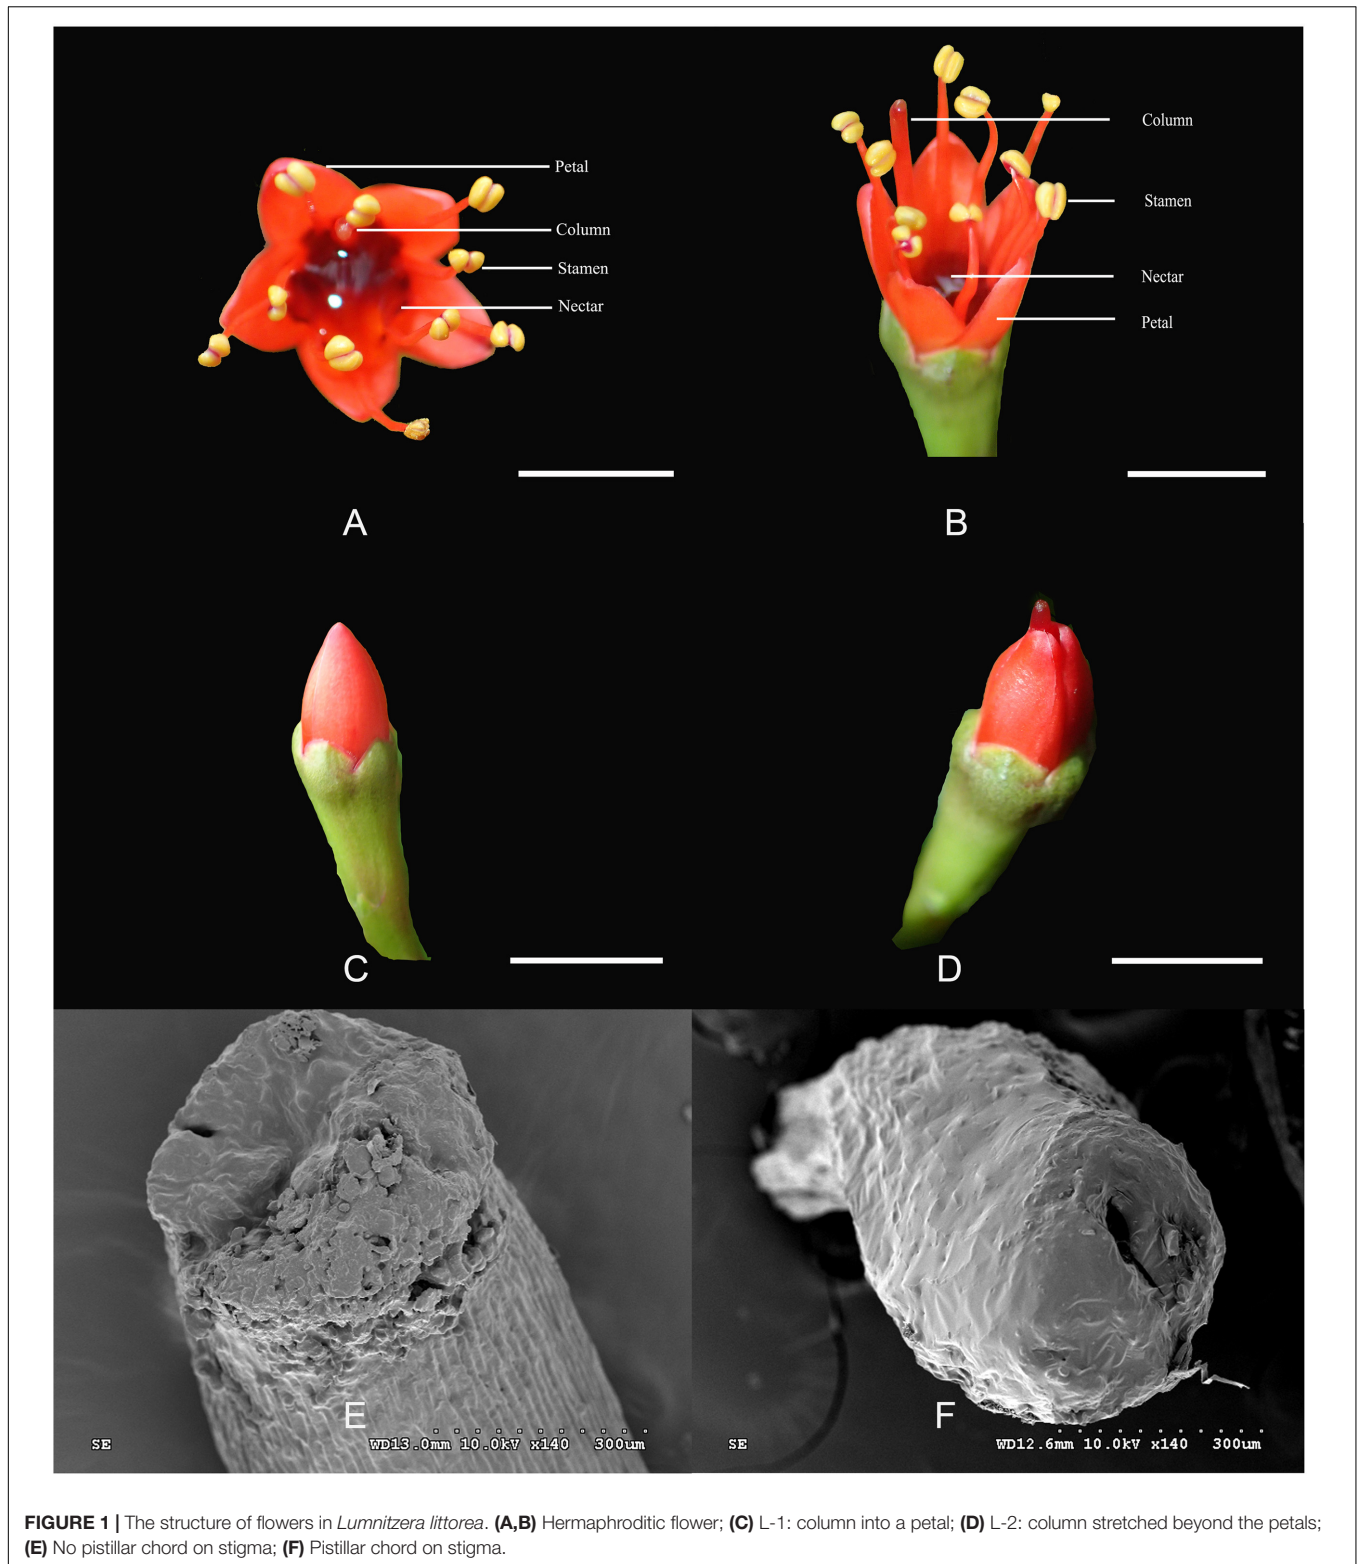 Petal
Column
Stamen
Nectar
A
Column
Stamen
Nectar
Petal
B
C
D
E
SE WD13.0mm 10.0kV x140 300um
F
SE WD12.6mm 10.0kV x140 300um
FIGURE 1 | The structure of flowers in Lumnitzera littorea. (A,B) Hermaphroditic flower; (C) L-1: column into a petal; (D) L-2: column stretched beyond the petals;
(E) No pistillar chord on stigma; (F) Pistillar chord on stigma.